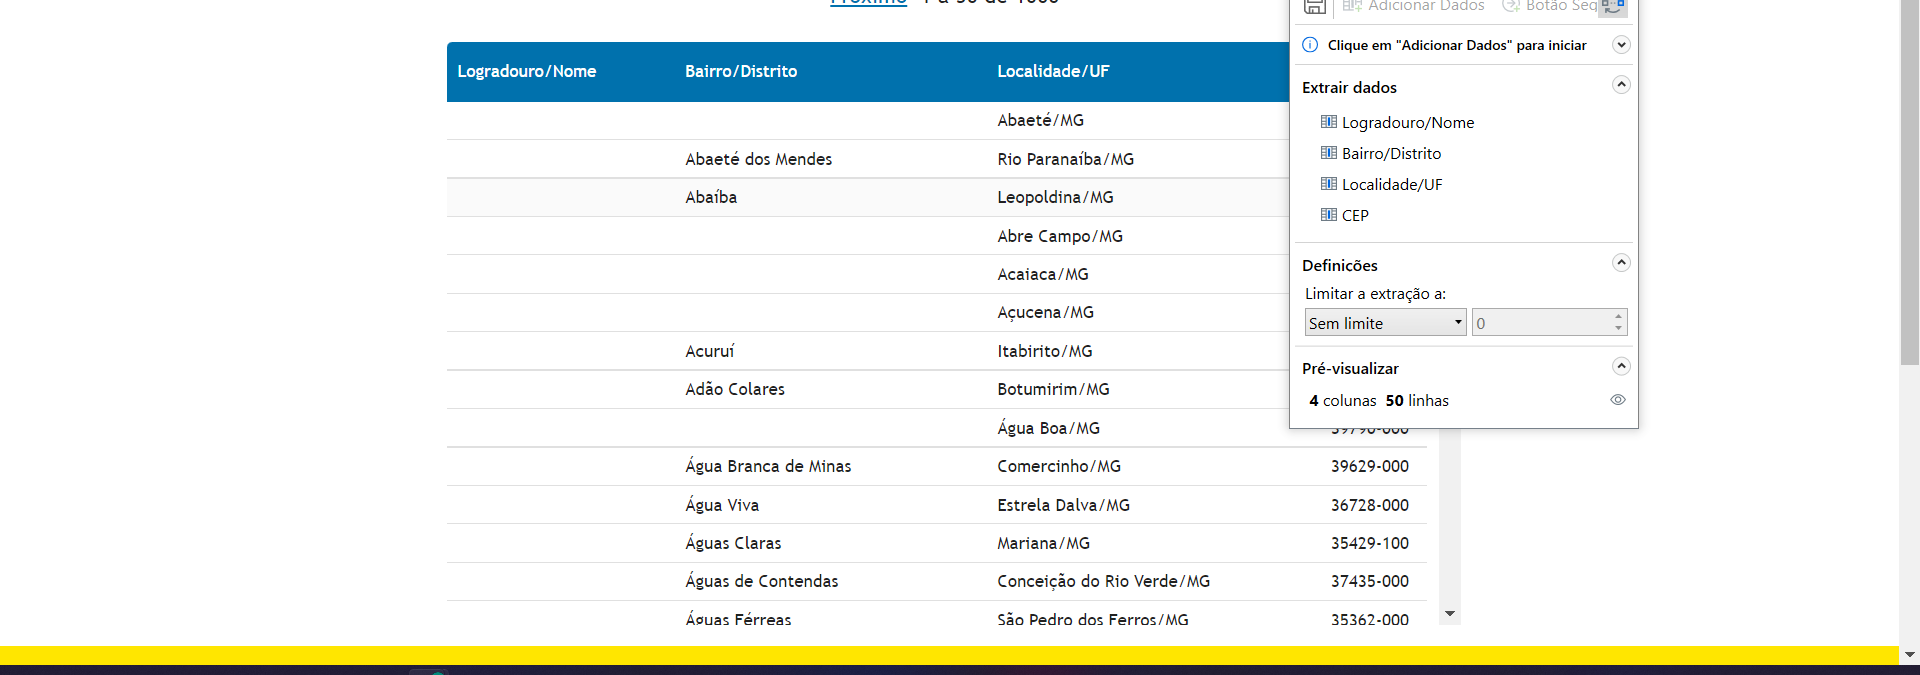 Próximo 1 a 50 de 1000
Logradouro/Nome Bairro/Distrito Localidade/UF
Abaeté/MG
Abaeté dos Mendes Rio Paranaíba/MG
Abaíba Leopoldina/MG
Abre Campo/MG
Acaiaca/MG
Açucena/MG
Acuruí Itabirito/MG
Adão Colares Botumirim/MG
Água Boa/MG 39790-000
Água Branca de Minas Comercinho/MG 39629-000
Água Viva Estrela Dalva/MG 36728-000
Águas Claras Mariana/MG 35429-100
Águas de Contendas Conceição do Rio Verde/MG 37435-000
Águas Férreas São Pedro dos Ferros/MG 35362-000
Adicionar Dados Botão Seq
Clique em "Adicionar Dados" para iniciar
Extrair dados
Logradouro/Nome
Bairro/Distrito
Localidade/UF
CEP
Definicões
Limitar a extração a:
Sem limite 0
Pré-visualizar
4 colunas 50 linhas